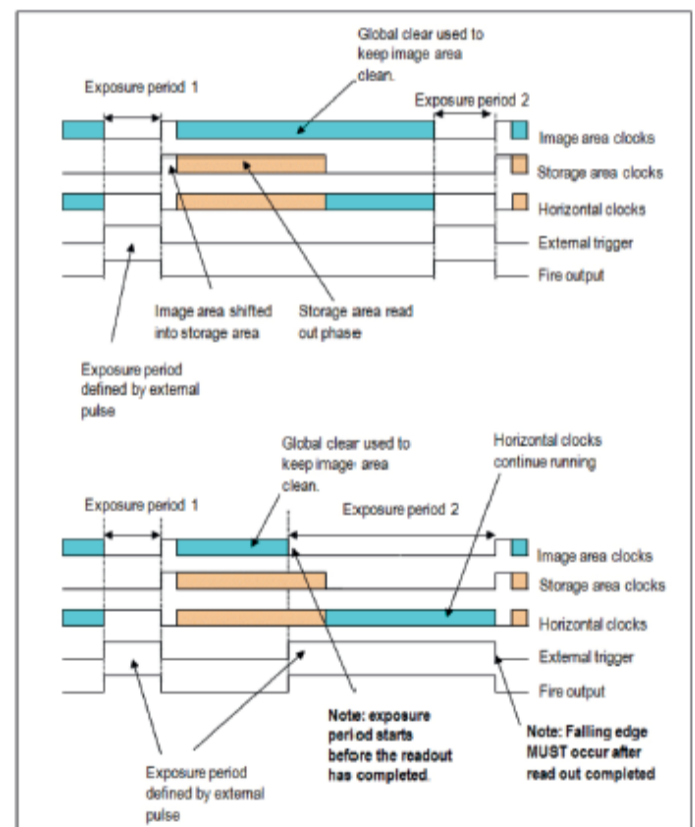 Global clear used to
keep image area
clean.
Exposure period 1
Exposure period 2
Image area clocks
Storage area clocks
Horizontal clocks
External trigger
Fire output
Image area shifted
into storage area
Storage area read
out phase
Exposure period
defined by external
pulse
Global clear used to
keep image area
clean.
Horizontal clocks
continue running
Exposure period 1
Exposure period 2
Image area clocks
Storage area clocks
Horizontal clocks
External trigger
Fire output
Note: exposure
period starts
before the readout
has completed.
Note: Falling edge
MUST occur after
read out completed
Exposure period
defined by external
pulse